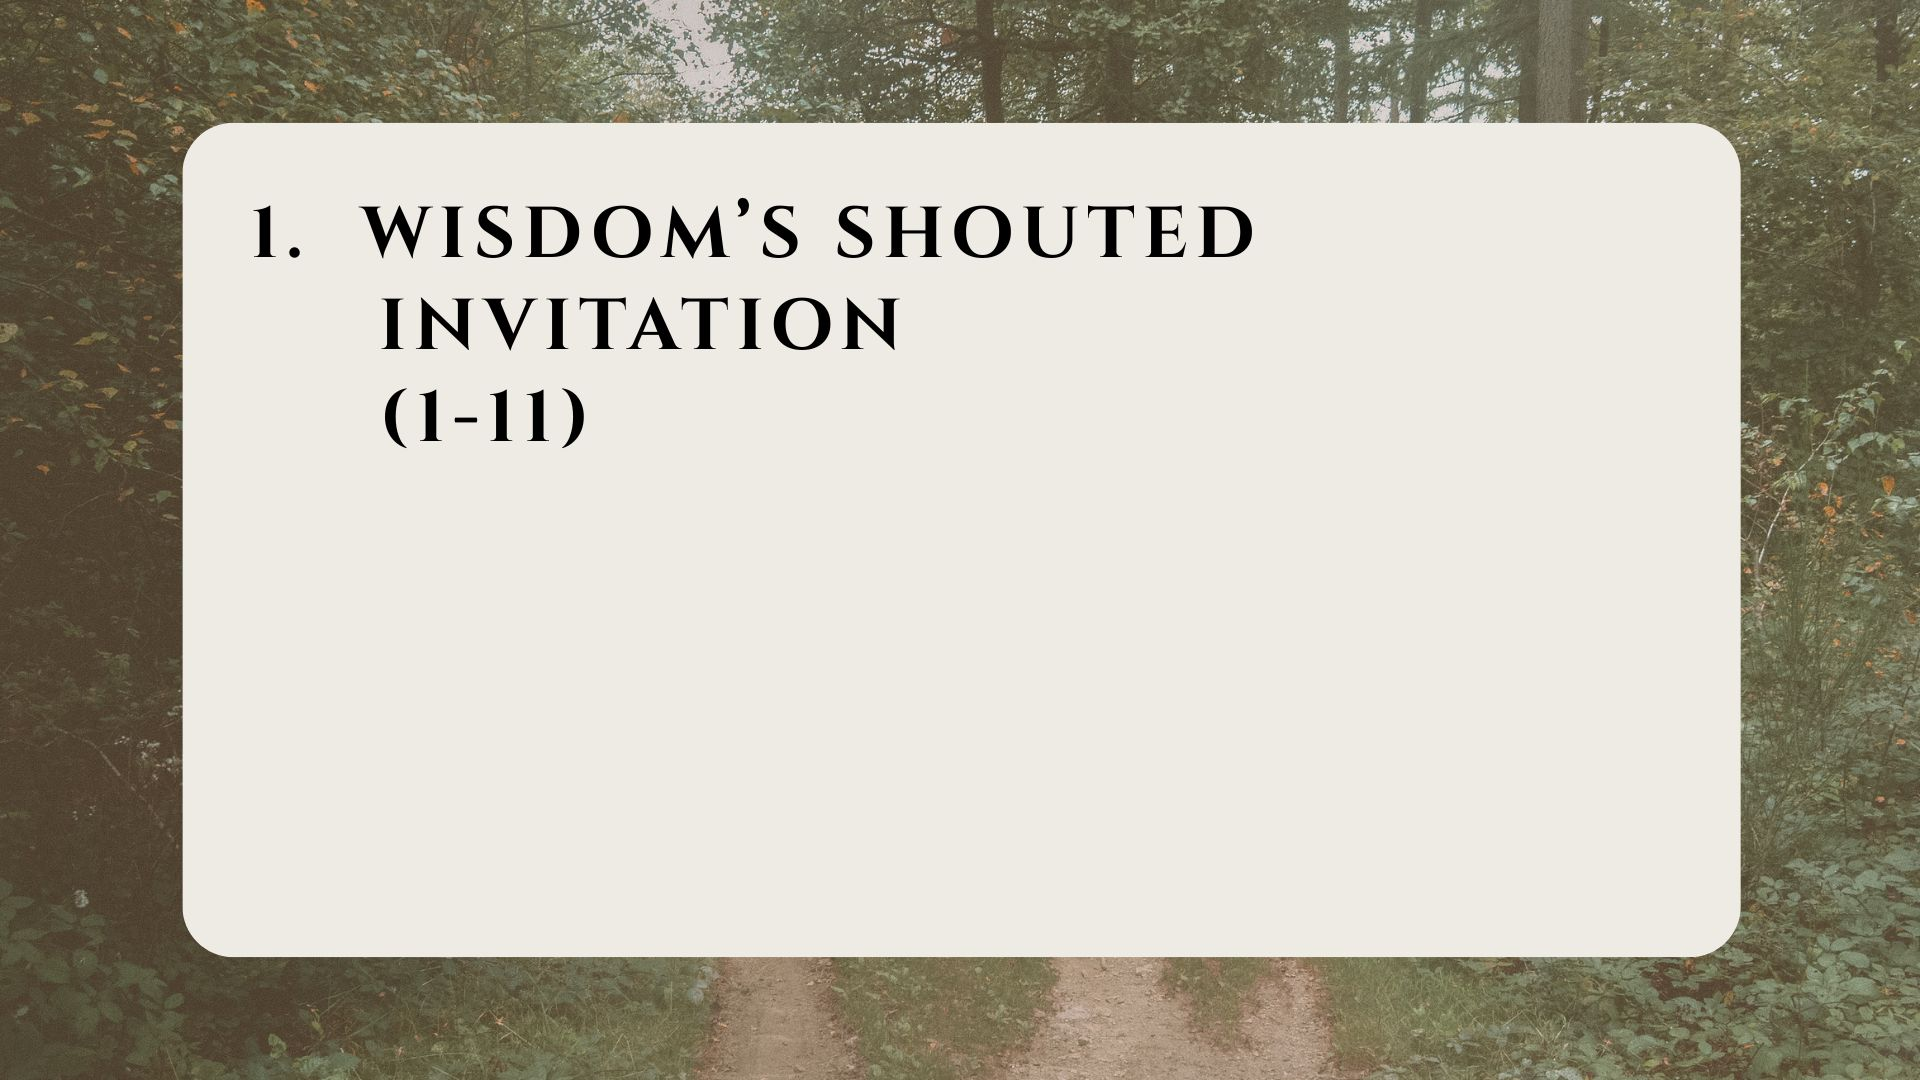 1. WISDOM’S SHOUTED
INVITATION
(1-11)